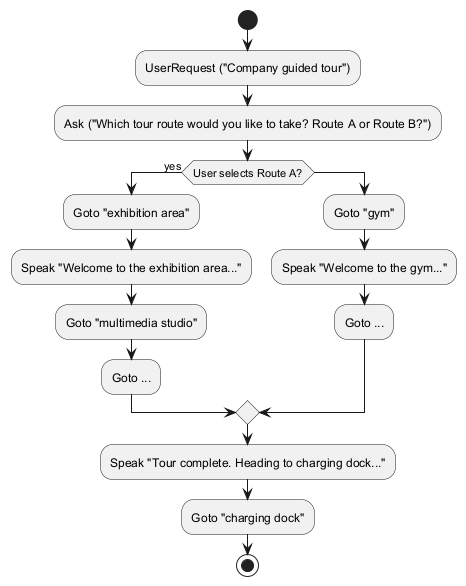 UserRequest ("Company guided tour")
Ask ("Which tour route would you like to take? Route A or Route B?")
User selects Route A?
yes
Goto "exhibition area"
Speak "Welcome to the exhibition area..."
Goto "multimedia studio"
Goto ...
Goto "gym"
Speak "Welcome to the gym..."
Goto ...
Speak "Tour complete. Heading to charging dock..."
Goto "charging dock"